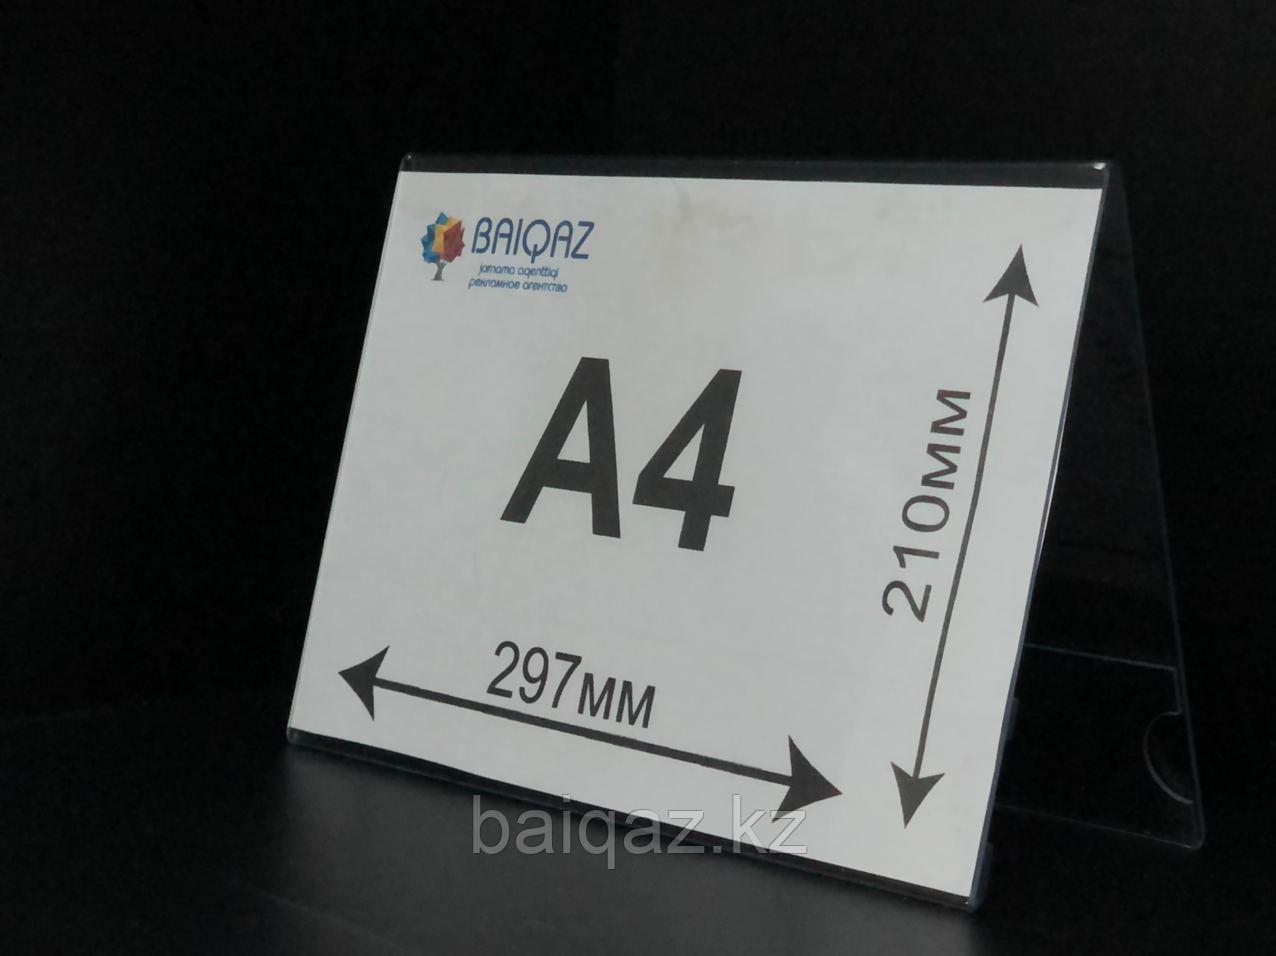 BAIQAZ
jarnama agenttigi
рекламное агентство
A4
210мм
297мм
baiqaz.kz